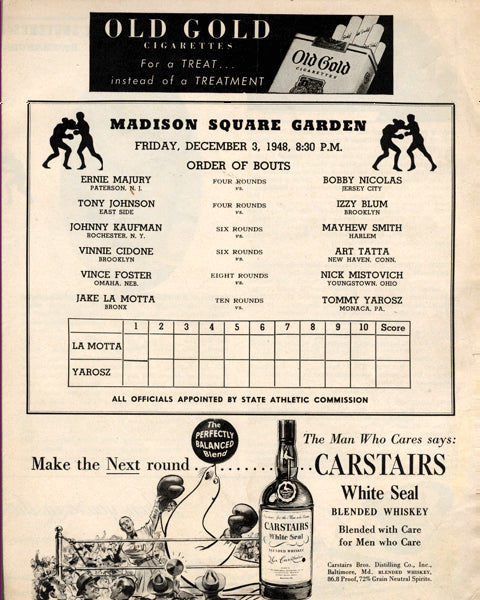 OLD GOLD
CIGARETTES
For a TREAT...
instead of a TREATMENT
Old Gold
CIGARETTES
MADISON SQUARE GARDEN
FRIDAY, DECEMBER 3, 1948, 8:30 P.M.
ORDER OF BOUTS
ERNIE MAJURY FOUR ROUNDS BOBBY NICOLAS
PATERSON, N. J. vs. JERSEY CITY
TONY JOHNSON FOUR ROUNDS IZZY BLUM
EAST SIDE vs. BROOKLYN
JOHNNY KAUFMAN SIX ROUNDS MAYHEW SMITH
ROCHESTER, N. Y. vs. HARLEM
VINNIE CIDONE SIX ROUNDS ART TATTA
BROOKLYN vs. NEW HAVEN, CONN.
VINCE FOSTER EIGHT ROUNDS NICK MISTOVICH
OMAHA, NEB. vs. YOUNGSTOWN, OHIO
JAKE LA MOTTA TEN ROUNDS TOMMY YAROSZ
BRONX vs. MONACA, PA.
1 2 3 4 5 6 7 8 9 10 Score
LA MOTTA
YAROSZ
ALL OFFICIALS APPOINTED BY STATE ATHLETIC COMMISSION
The
PERFECTLY
BALANCED
Blend
Make the Next round
The Man Who Cares says:
CARSTAIRS
White Seal
BLENDED WHISKEY
Blended with Care
for Men who Care
CARSTAIRS
White Seal
BLENDED WHISKEY
Carstairs Bros. Distilling Co., Inc.,
Baltimore, Md. BLENDED WHISKEY,
86.8 Proof, 72% Grain Neutral Spirits.